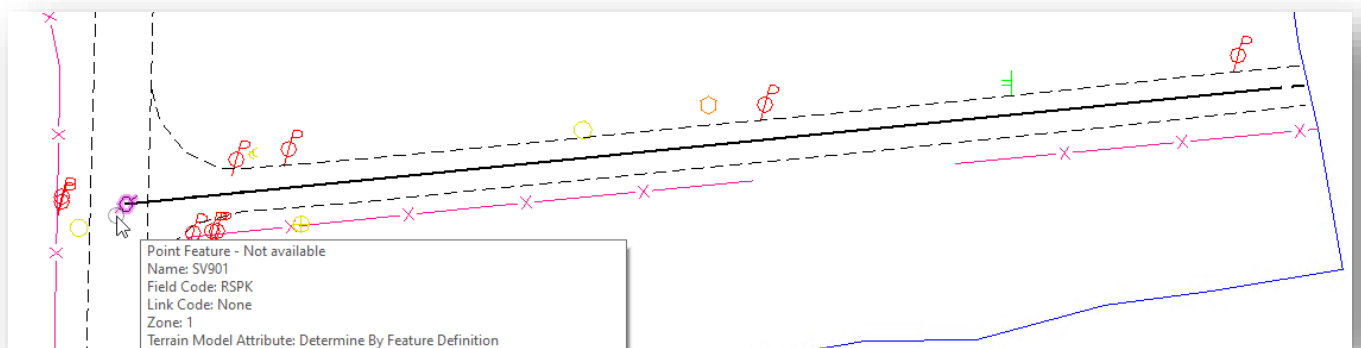 Point Feature - Not available
Name: SV901
Field Code: RSPK
Link Code: None
Zone: 1
Terrain Model Attribute: Determine By Feature Definition